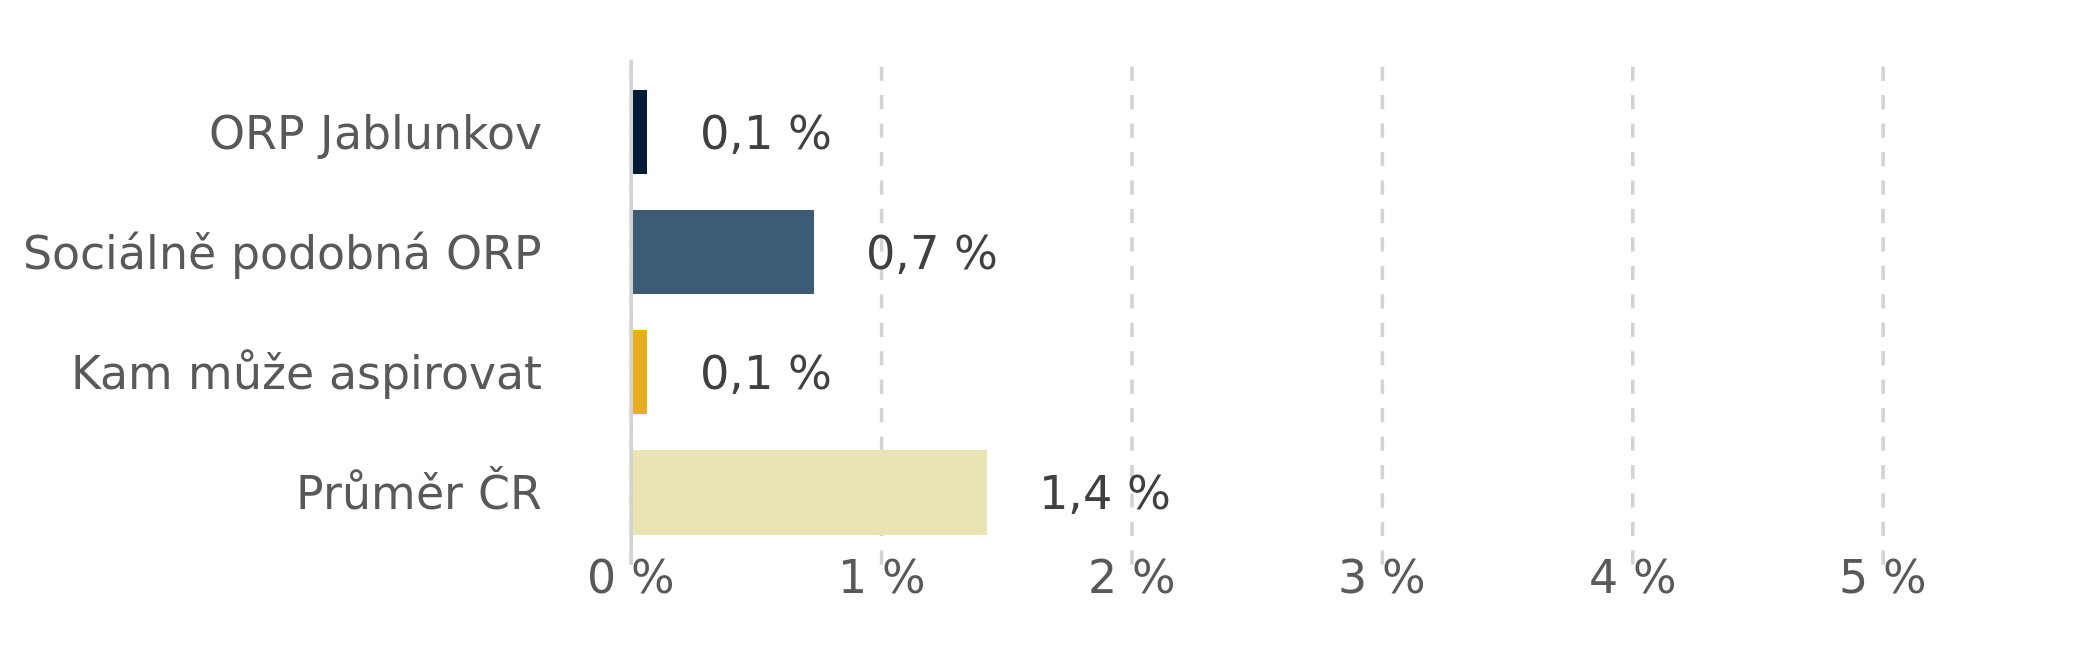 ORP Jablunkov 0,1 %
Sociálně podobná ORP 0,7 %
Kam může aspirovat 0,1 %
Průměr ČR 1,4 %
0 % 1 % 2 % 3 % 4 % 5 %